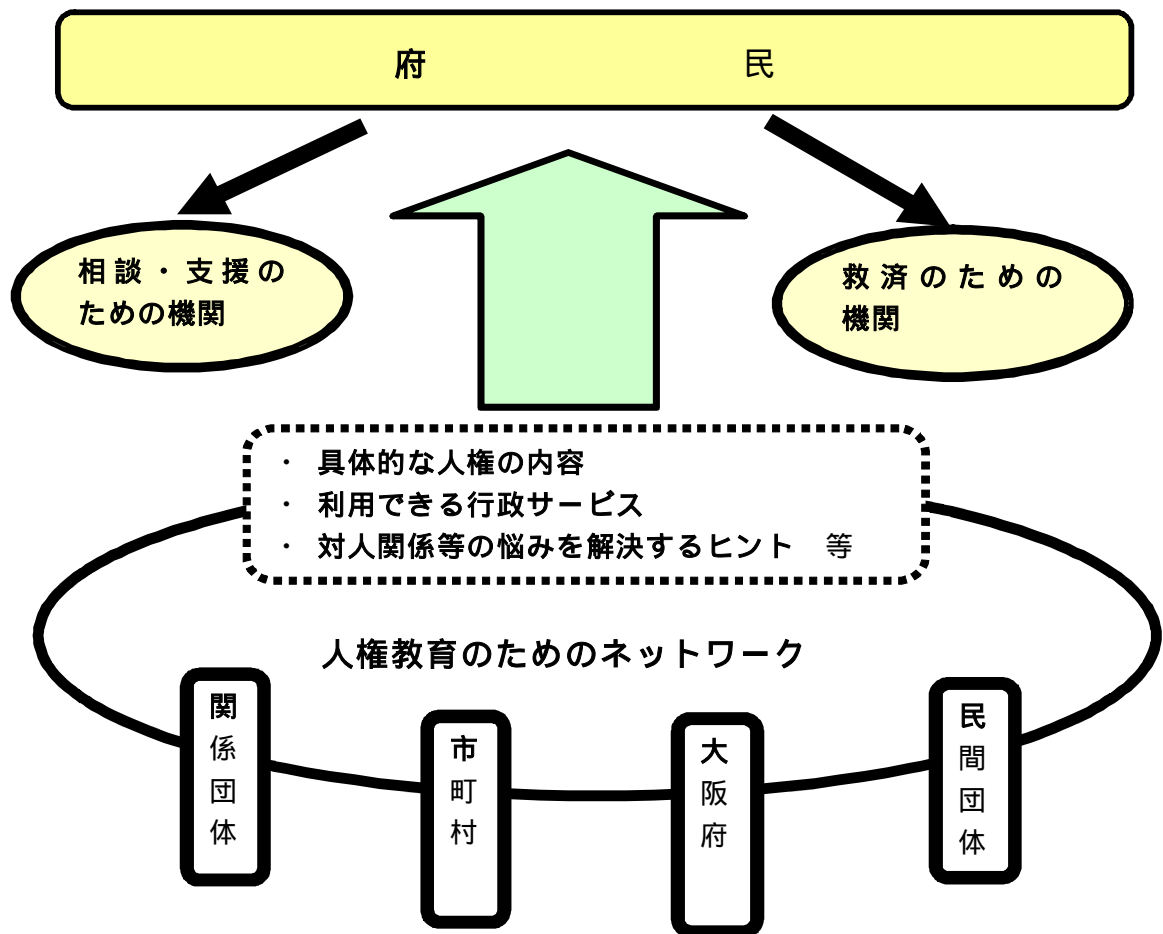 府　民
相談・支援の
ための機関
救済のための
機関
・ 具体的な人権の内容
・ 利用できる行政サービス
・ 対人関係等の悩みを解決するヒント　等
人権教育のためのネットワーク
関係団体
市町村
大阪府
民間団体